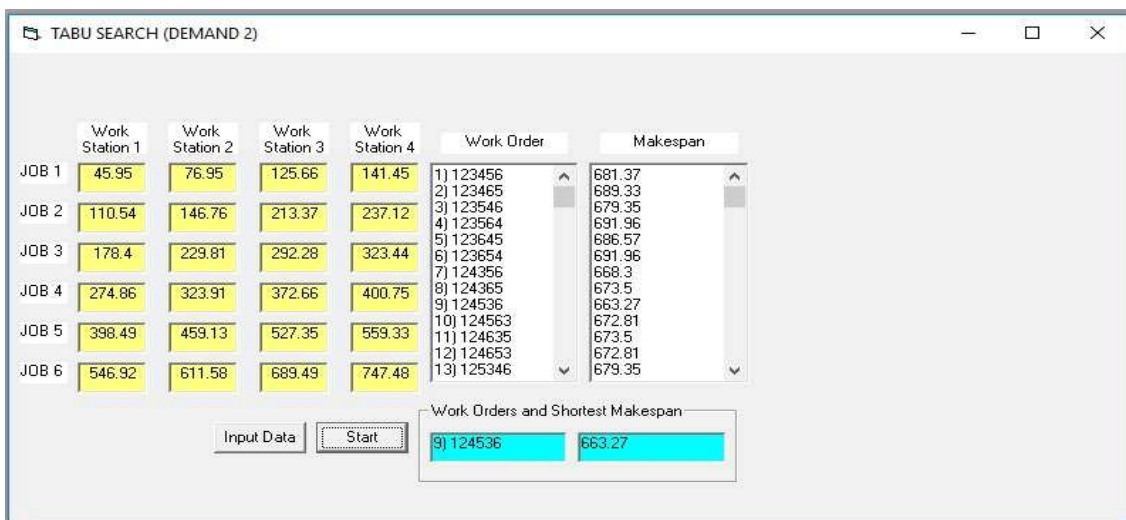 TABU SEARCH (DEMAND 2)
Work Station 1 Work Station 2 Work Station 3 Work Station 4 Work Order Makespan
JOB 1 45.95 76.95 125.66 141.45
JOB 2 110.54 146.76 213.37 237.12
JOB 3 178.4 229.81 292.28 323.44
JOB 4 274.86 323.91 372.66 400.75
JOB 5 398.49 459.13 527.35 559.33
JOB 6 546.92 611.58 689.49 747.48
1) 123456 681.37
2) 123465 689.33
3) 123546 679.35
4) 123564 691.96
5) 123645 686.57
6) 123654 691.96
7) 124356 668.3
8) 124365 673.5
9) 124536 663.27
10) 124563 672.81
11) 124635 673.5
12) 124653 672.81
13) 125346 679.35
Work Orders and Shortest Makespan
Input Data Start 9) 124536 663.27